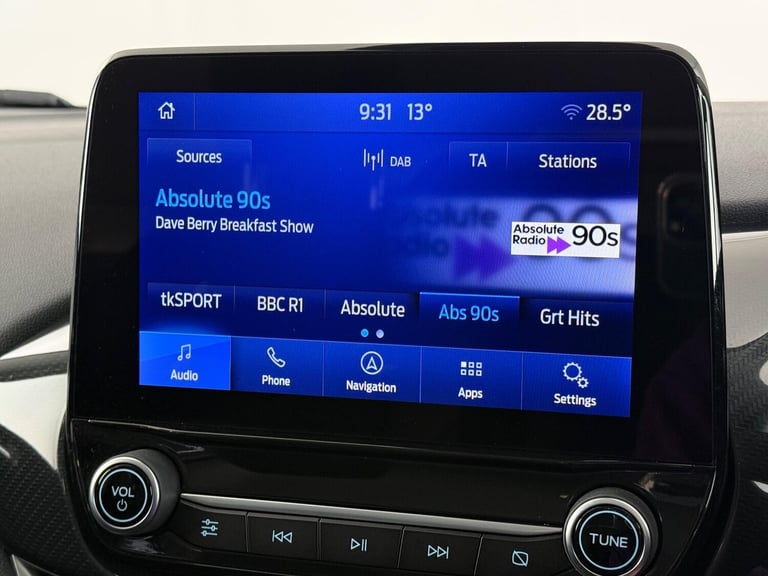 9:31 13° 28.5°
Sources DAB TA Stations
Absolute 90s
Dave Berry Breakfast Show
Absolute
Radio 90s
tkSPORT BBC R1 Absolute Abs 90s Grt Hits
Audio Phone Navigation Apps Settings
VOL
TUNE